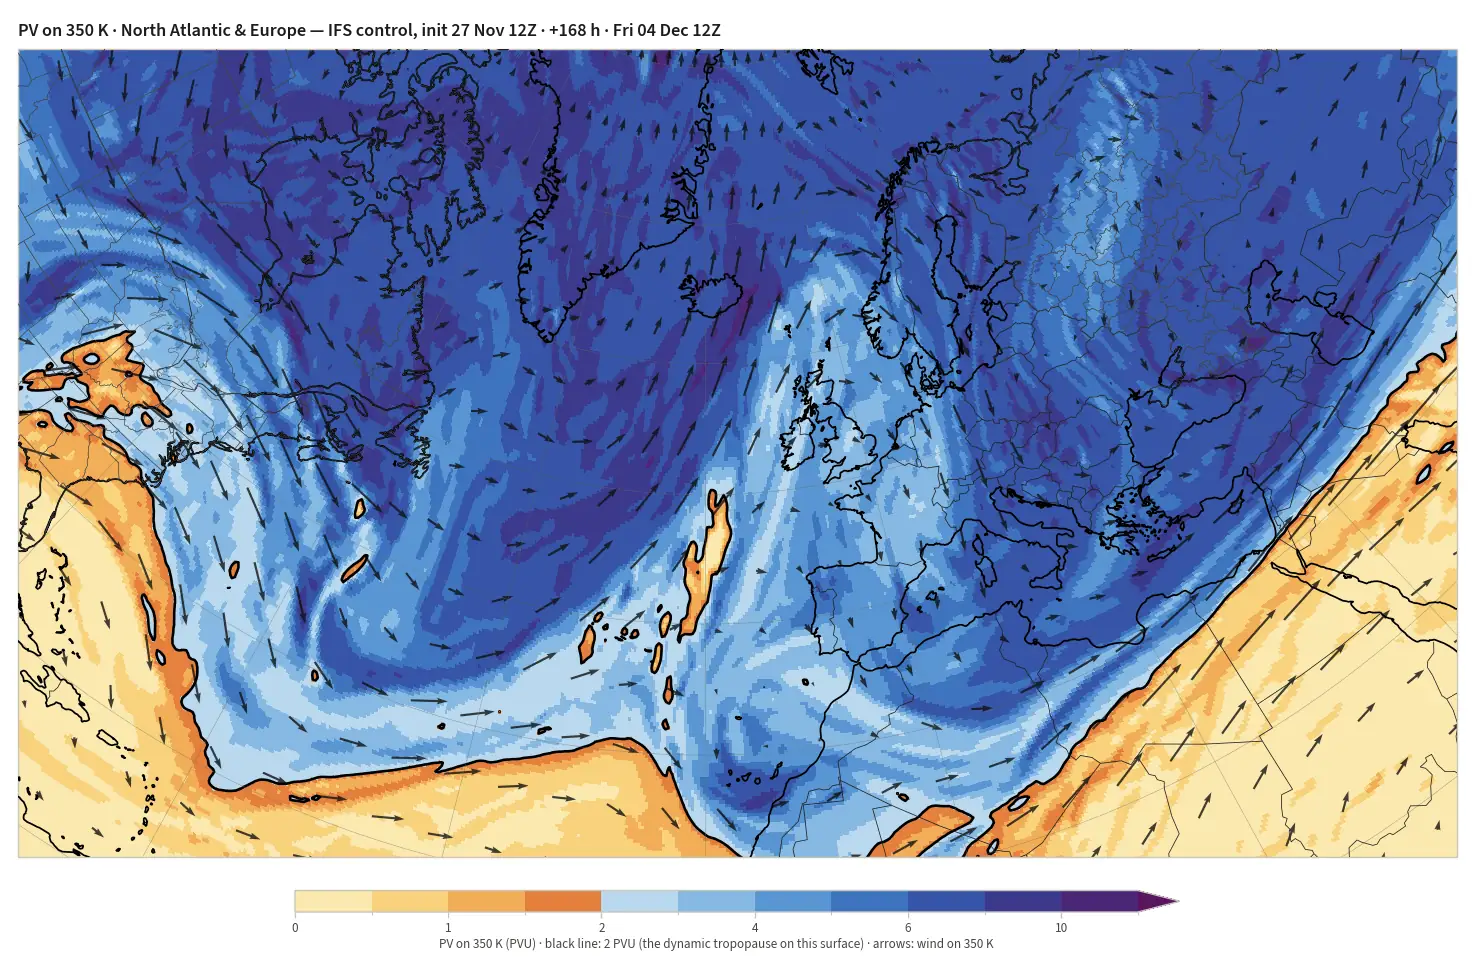 PV on 350 K · North Atlantic & Europe — IFS control, init 27 Nov 12Z · +168 h · Fri 04 Dec 12Z
0 1 2 4 6 10
PV on 350 K (PVU) · black line: 2 PVU (the dynamic tropopause on this surface) · arrows: wind on 350 K